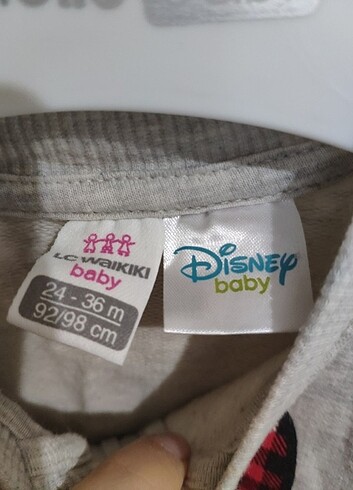 LC WAIKIKI
baby
24 - 36 m
92/98 cm
Disney
baby